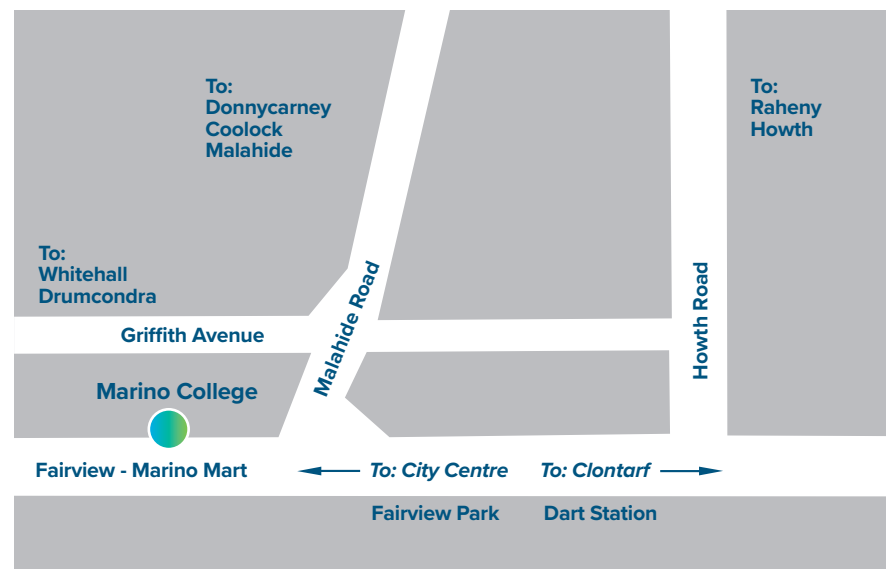 To:
Donnycarney
Coolock
Malahide
To:
Raheny
Howth
To:
Whitehall
Drumcondra
Griffith Avenue
Malahide Road
Howth Road
Marino College
Fairview - Marino Mart
To: City Centre
To: Clontarf
Fairview Park
Dart Station